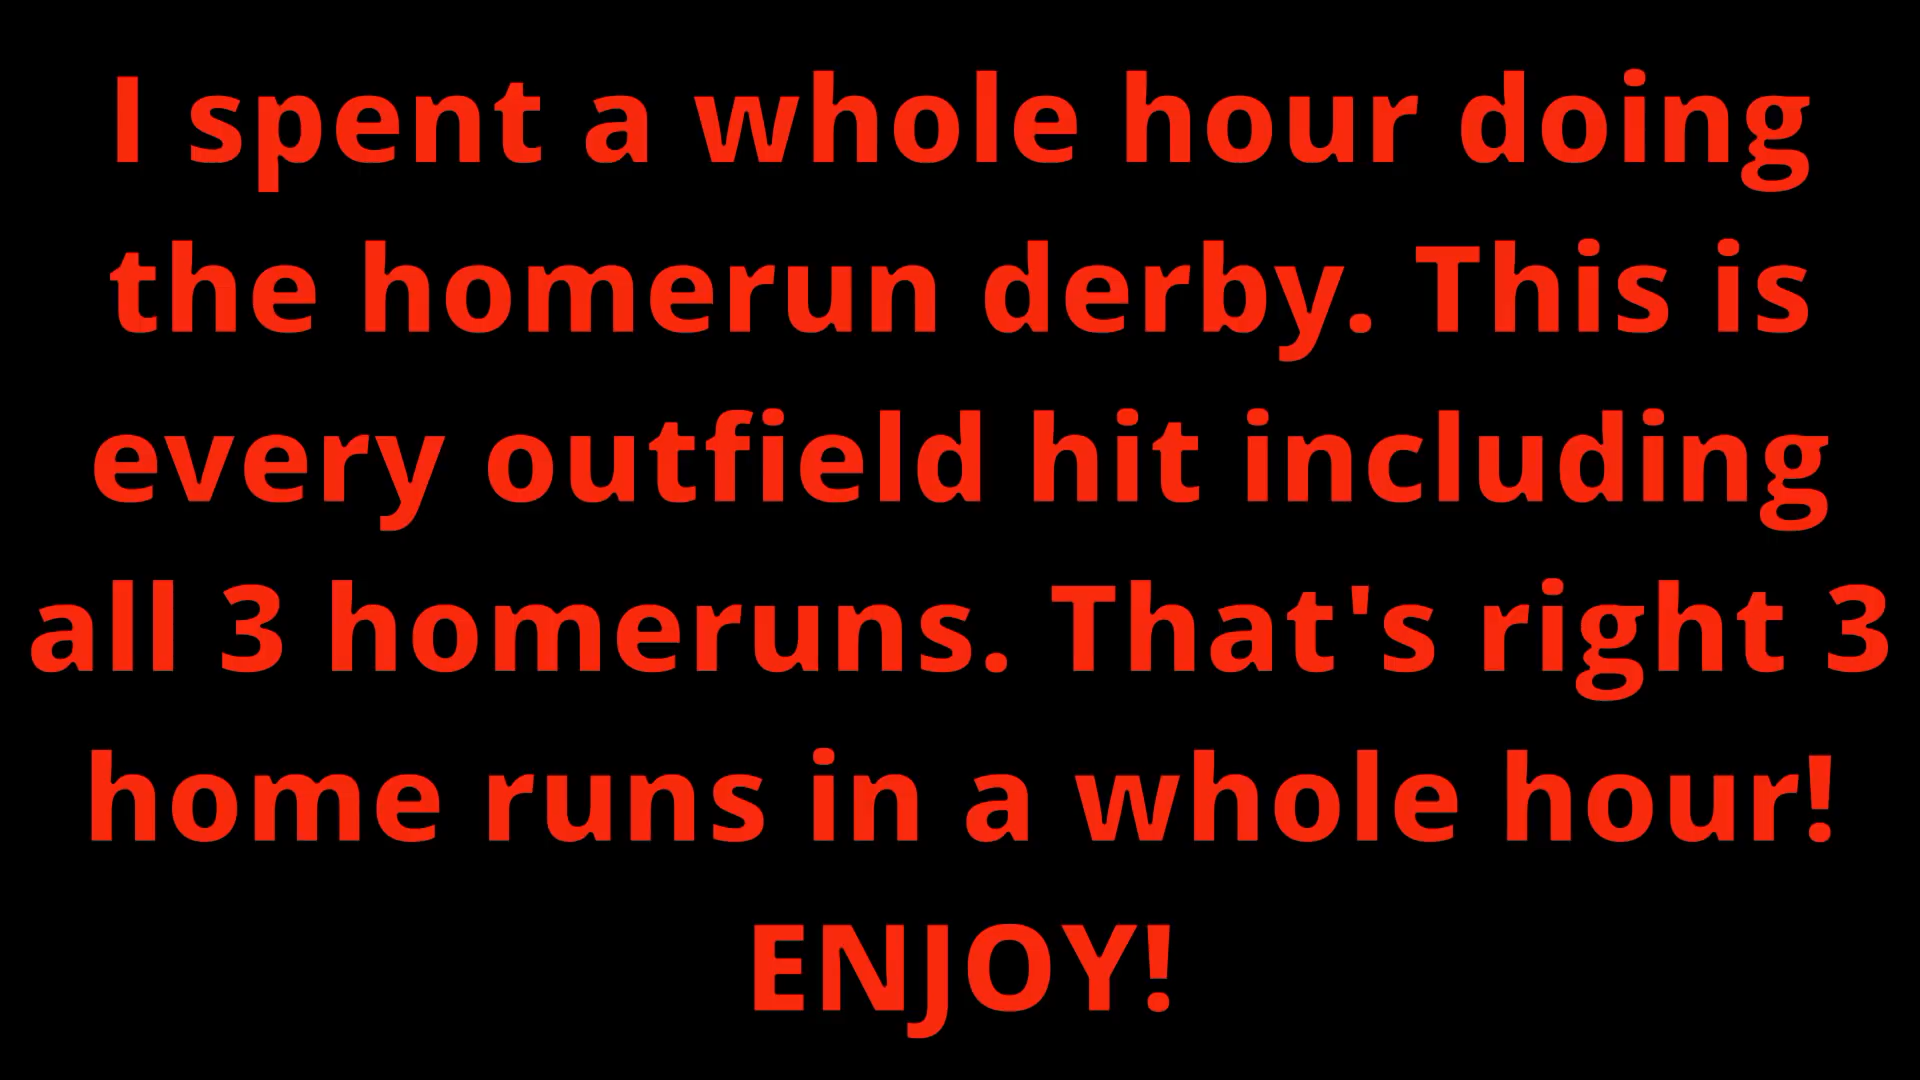 I spent a whole hour doing
the homerun derby. This is
every outfield hit including
all 3 homeruns. That's right 3
home runs in a whole hour!
ENJOY!